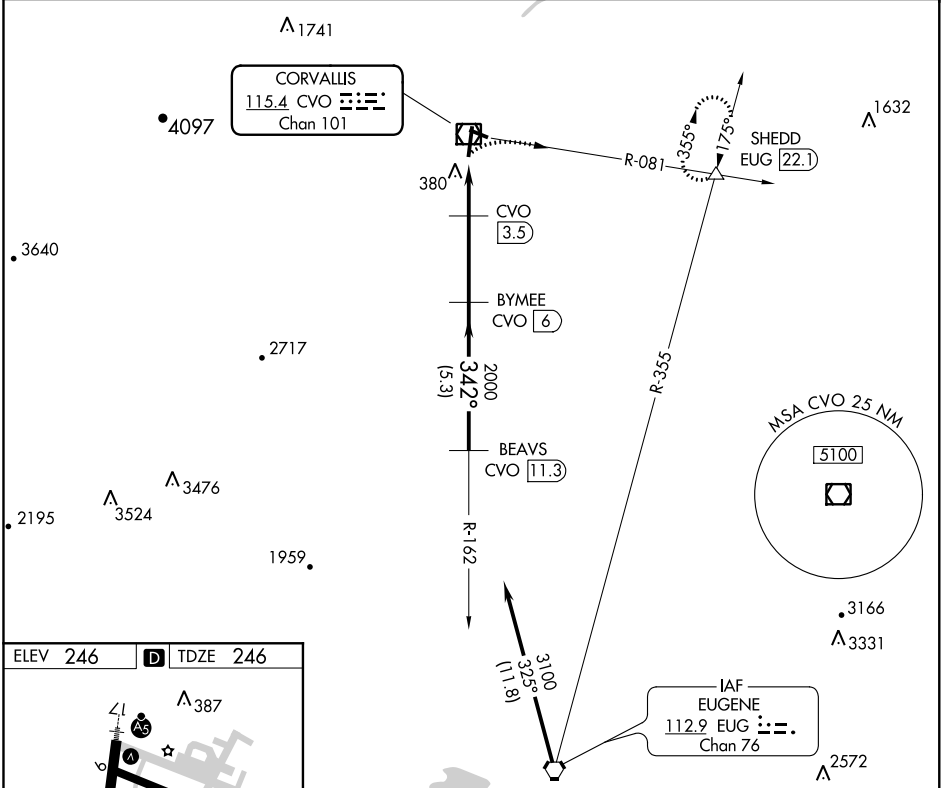 1741
CORVALLIS
115.4 CVO
Chan 101
4097
1632
355°
175°
SHEDD
EUG 22.1
R-081
380
CVO
3.5
3640
BYMEE
CVO 6
2717
2000
342°
(5.3)
R-355
MSA CVO 25 NM
5100
BEAVS
CVO 11.3
3476
3524
2195
R-162
1959
3166
3331
3100
325°
(11.8)
IAF
EUGENE
112.9 EUG
Chan 76
2572
ELEV 246 D TDZE 246
387
17
A5
V
9